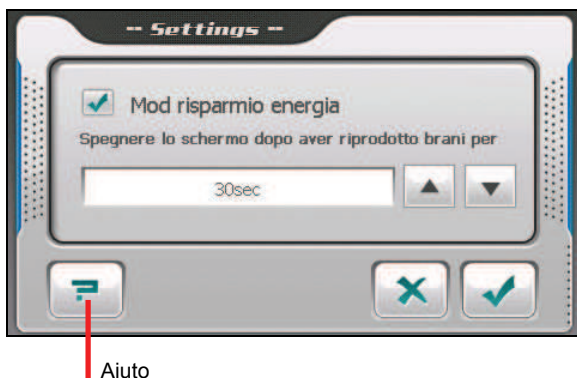 -- Settings --
Mod risparmio energia
Spegnere lo schermo dopo aver riprodotto brani per
30sec
?
Aiuto